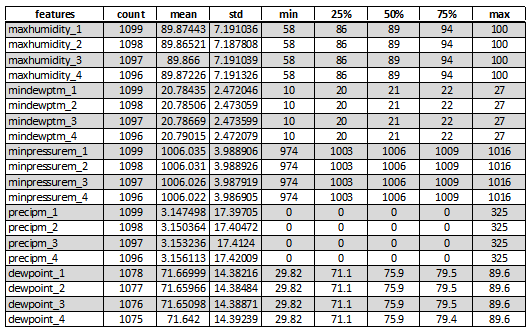 features count mean std min 25% 50% 75% max
maxhumidity_1 1099 89.87443 7.191036 58 86 89 94 100
maxhumidity_2 1098 89.86521 7.187808 58 86 89 94 100
maxhumidity_3 1097 89.866 7.191039 58 86 89 94 100
maxhumidity_4 1096 89.87226 7.191326 58 86 89 94 100
mindewptm_1 1099 20.78435 2.472046 10 20 21 22 27
mindewptm_2 1098 20.78506 2.473059 10 20 21 22 27
mindewptm_3 1097 20.78669 2.473599 10 20 21 22 27
mindewptm_4 1096 20.79015 2.472079 10 20 21 22 27
minpressurem_1 1099 1006.035 3.988906 974 1003 1006 1009 1016
minpressurem_2 1098 1006.031 3.988926 974 1003 1006 1009 1016
minpressurem_3 1097 1006.026 3.987919 974 1003 1006 1009 1016
minpressurem_4 1096 1006.022 3.986905 974 1003 1006 1009 1016
precipm_1 1099 3.147498 17.39705 0 0 0 0 325
precipm_2 1098 3.150364 17.40472 0 0 0 0 325
precipm_3 1097 3.153236 17.4124 0 0 0 0 325
precipm_4 1096 3.156113 17.42009 0 0 0 0 325
dewpoint_1 1078 71.66999 14.38216 29.82 71.1 75.9 79.5 89.6
dewpoint_2 1077 71.65966 14.38484 29.82 71.1 75.9 79.5 89.6
dewpoint_3 1076 71.65098 14.38871 29.82 71.1 75.9 79.5 89.6
dewpoint_4 1075 71.642 14.39239 29.82 71.1 75.9 79.4 89.6